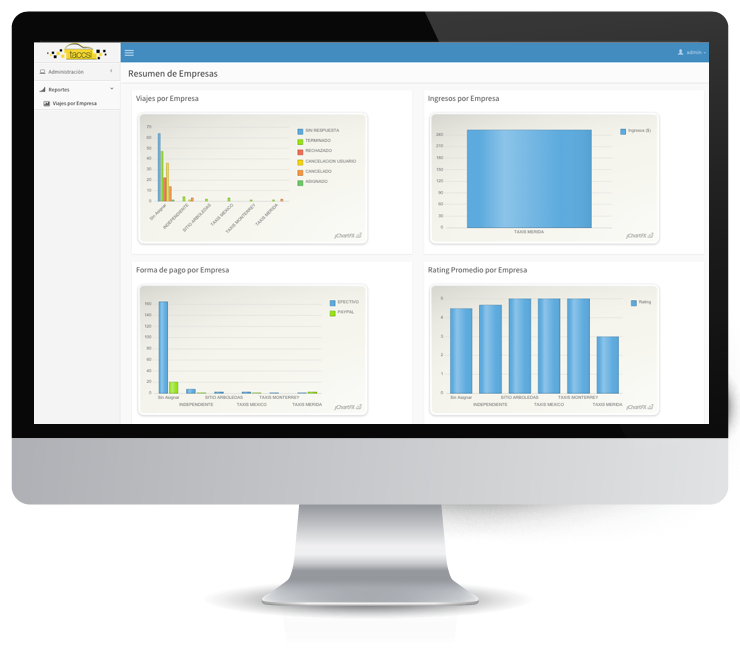 taccsi
admin
Administración
Reportes
Viajes por Empresa
Resumen de Empresas
Viajes por Empresa
70
60
50
40
30
20
10
0
Sin Asignar
INDEPENDIENTE
SITIO ARBOLEDAS
TAXIS MEXICO
TAXIS MONTERREY
TAXIS MERIDA
SIN RESPUESTA
TERMINADO
RECHAZADO
CANCELACION USUARIO
CANCELADO
ASIGNADO
jChartFX
Ingresos por Empresa
240
210
180
150
120
90
60
30
0
TAXIS MERIDA
Ingresos ($)
jChartFX
Forma de pago por Empresa
160
140
120
100
80
60
40
20
0
Sin Asignar
SITIO ARBOLEDAS
TAXIS MONTERREY
INDEPENDIENTE
TAXIS MEXICO
TAXIS MERIDA
EFECTIVO
PAYPAL
jChartFX
Rating Promedio por Empresa
5
4
3
2
1
0
Sin Asignar
SITIO ARBOLEDAS
TAXIS MONTERREY
INDEPENDIENTE
TAXIS MEXICO
TAXIS MERIDA
Rating
jChartFX